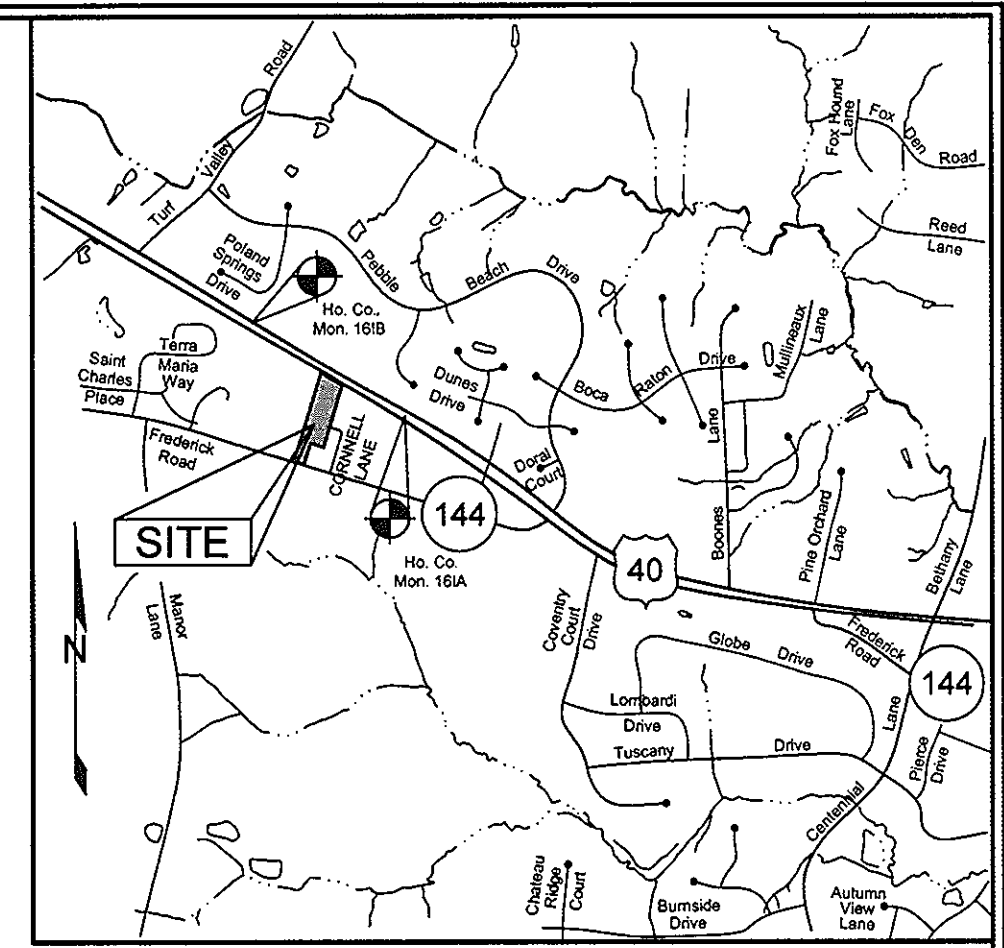 Road
Valley
Turf
Fox Hound
Lane
Fox Den
Road
Reed
Lane
Poland
Springs
Drive
Pebble
Beach
Drive
Ho. Co.
Mon. 16IB
Terra
Maria
Way
Saint
Charles
Place
Frederick
Road
CORNNELL
LANE
Dunes
Drive
Boca
Raton
Drive
Mullineaux
Lane
Lane
Boones
Doral
Court
144
SITE
Ho. Co.
Mon. 16IA
40
Pine Orchard
Lane
Bethany
Lane
Manor
Lane
Coventry
Court
Drive
Globe Drive
Frederick
Road
144
N
Lombardi
Drive
Tuscany
Drive
Lane
Centennial
Pierce
Drive
Chateau
Ridge
Court
Burnside
Drive
Autumn
View
Lane